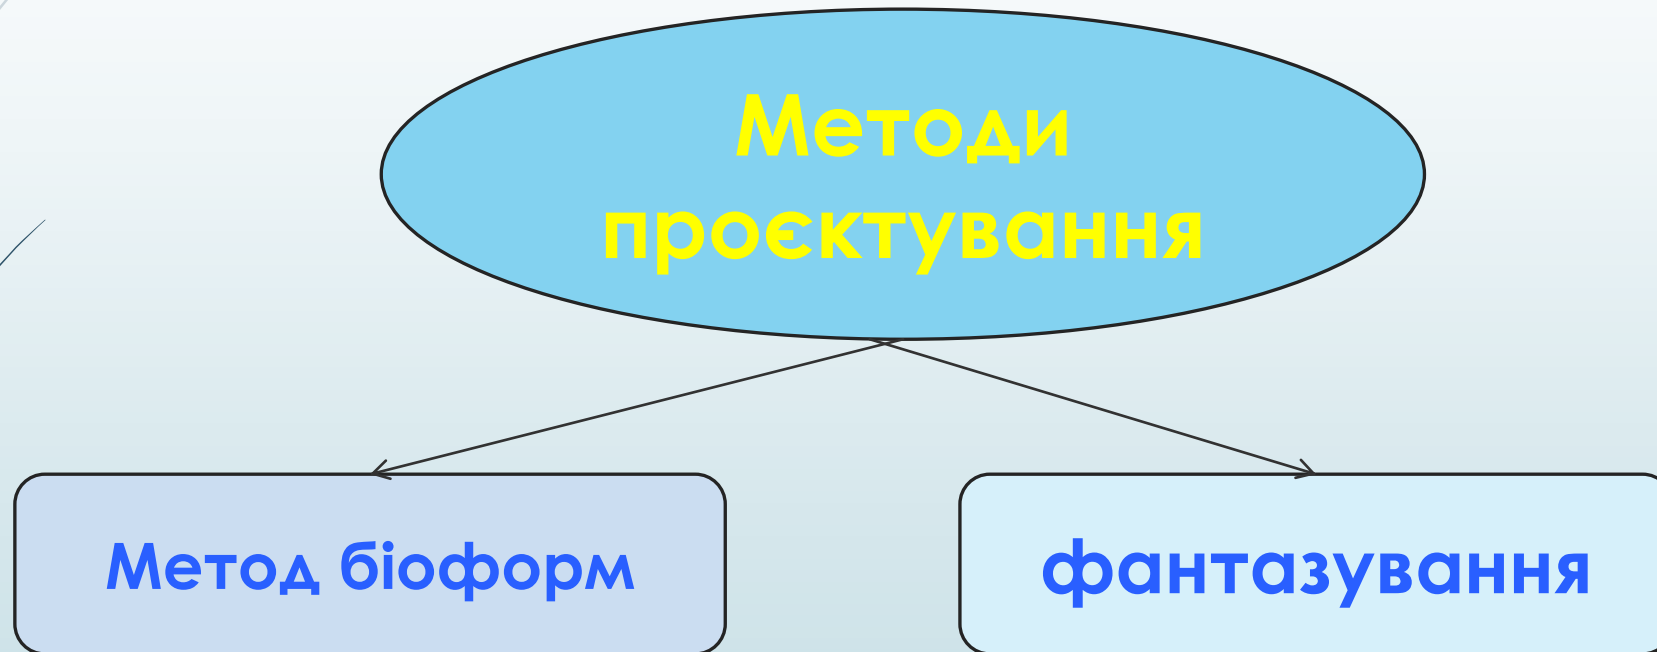 Методи
проєктування
Метод біоформ
фантазування